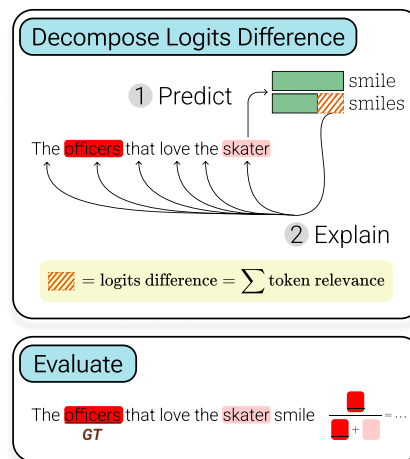 Decompose Logits Difference
1 Predict
smile
smiles
The officers that love the skater
2 Explain
= logits difference = ∑ token relevance
Evaluate
The officers that love the skater smile
GT
+ = ...